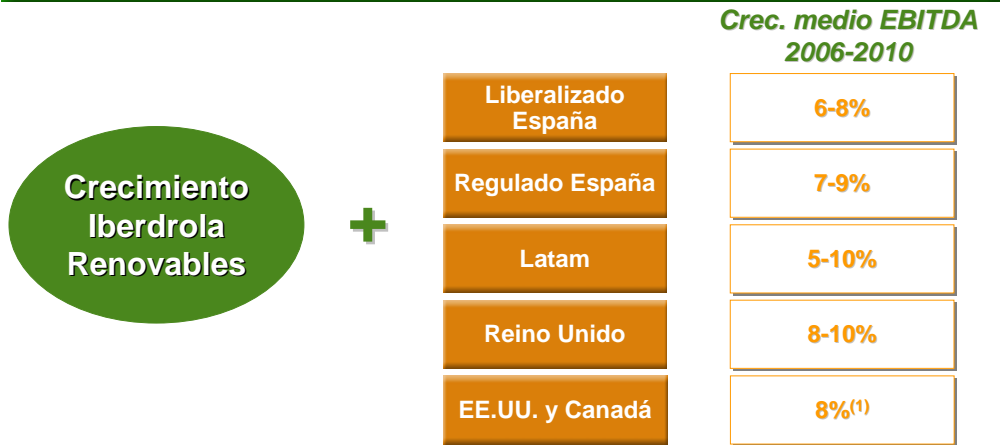 Crec. medio EBITDA
2006-2010
Crecimiento
Iberdrola
Renovables
+
Liberalizado
España
6-8%
Regulado España
7-9%
Latam
5-10%
Reino Unido
8-10%
EE.UU. y Canadá
8%(1)